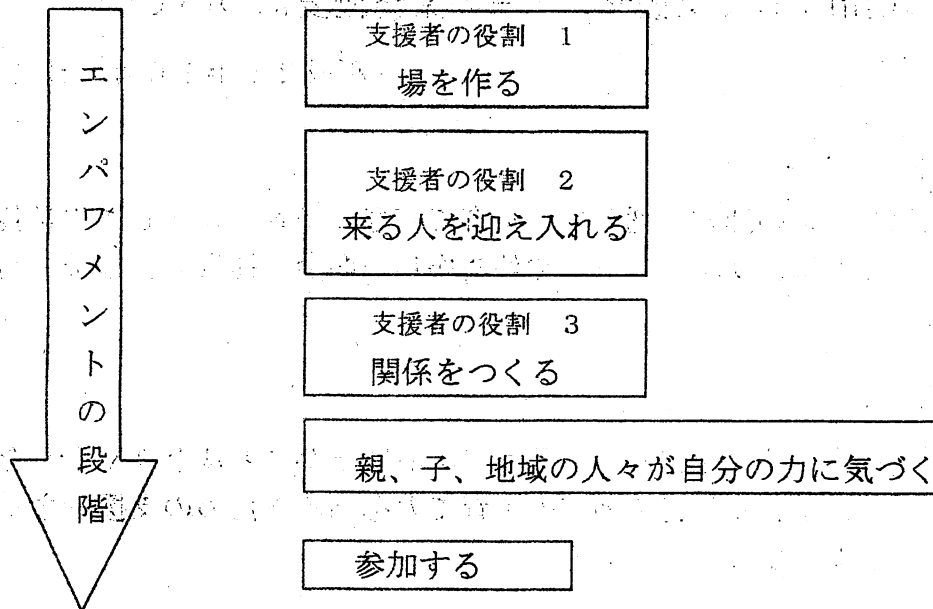 エンパワメントの段階
支援者の役割　1
場を作る
支援者の役割　2
来る人を迎え入れる
支援者の役割　3
関係をつくる
親、子、地域の人々が自分の力に気づく
参加する